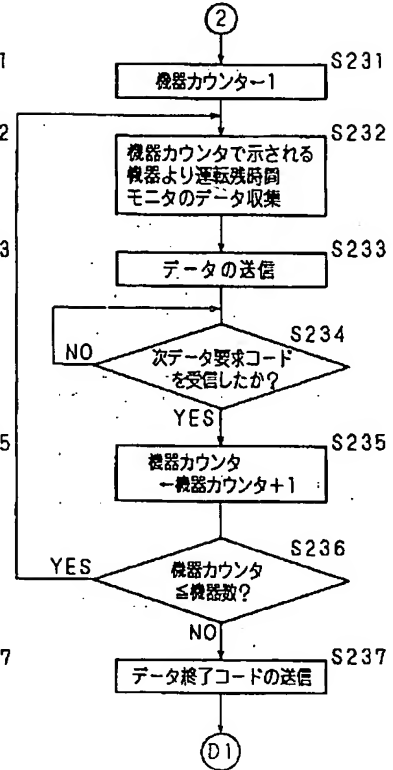 2
1
S231
機器カウンタ←1
2
S232
機器カウンタで示される
機器より運転残時間
モニタのデータ収集
3
S233
データの送信
S234
NO
次データ要求コード
を受信したか?
YES
5
S235
機器カウンタ
←機器カウンタ+1
S236
YES
機器カウンタ
≦機器数?
NO
7
S237
データ終了コードの送信
D1